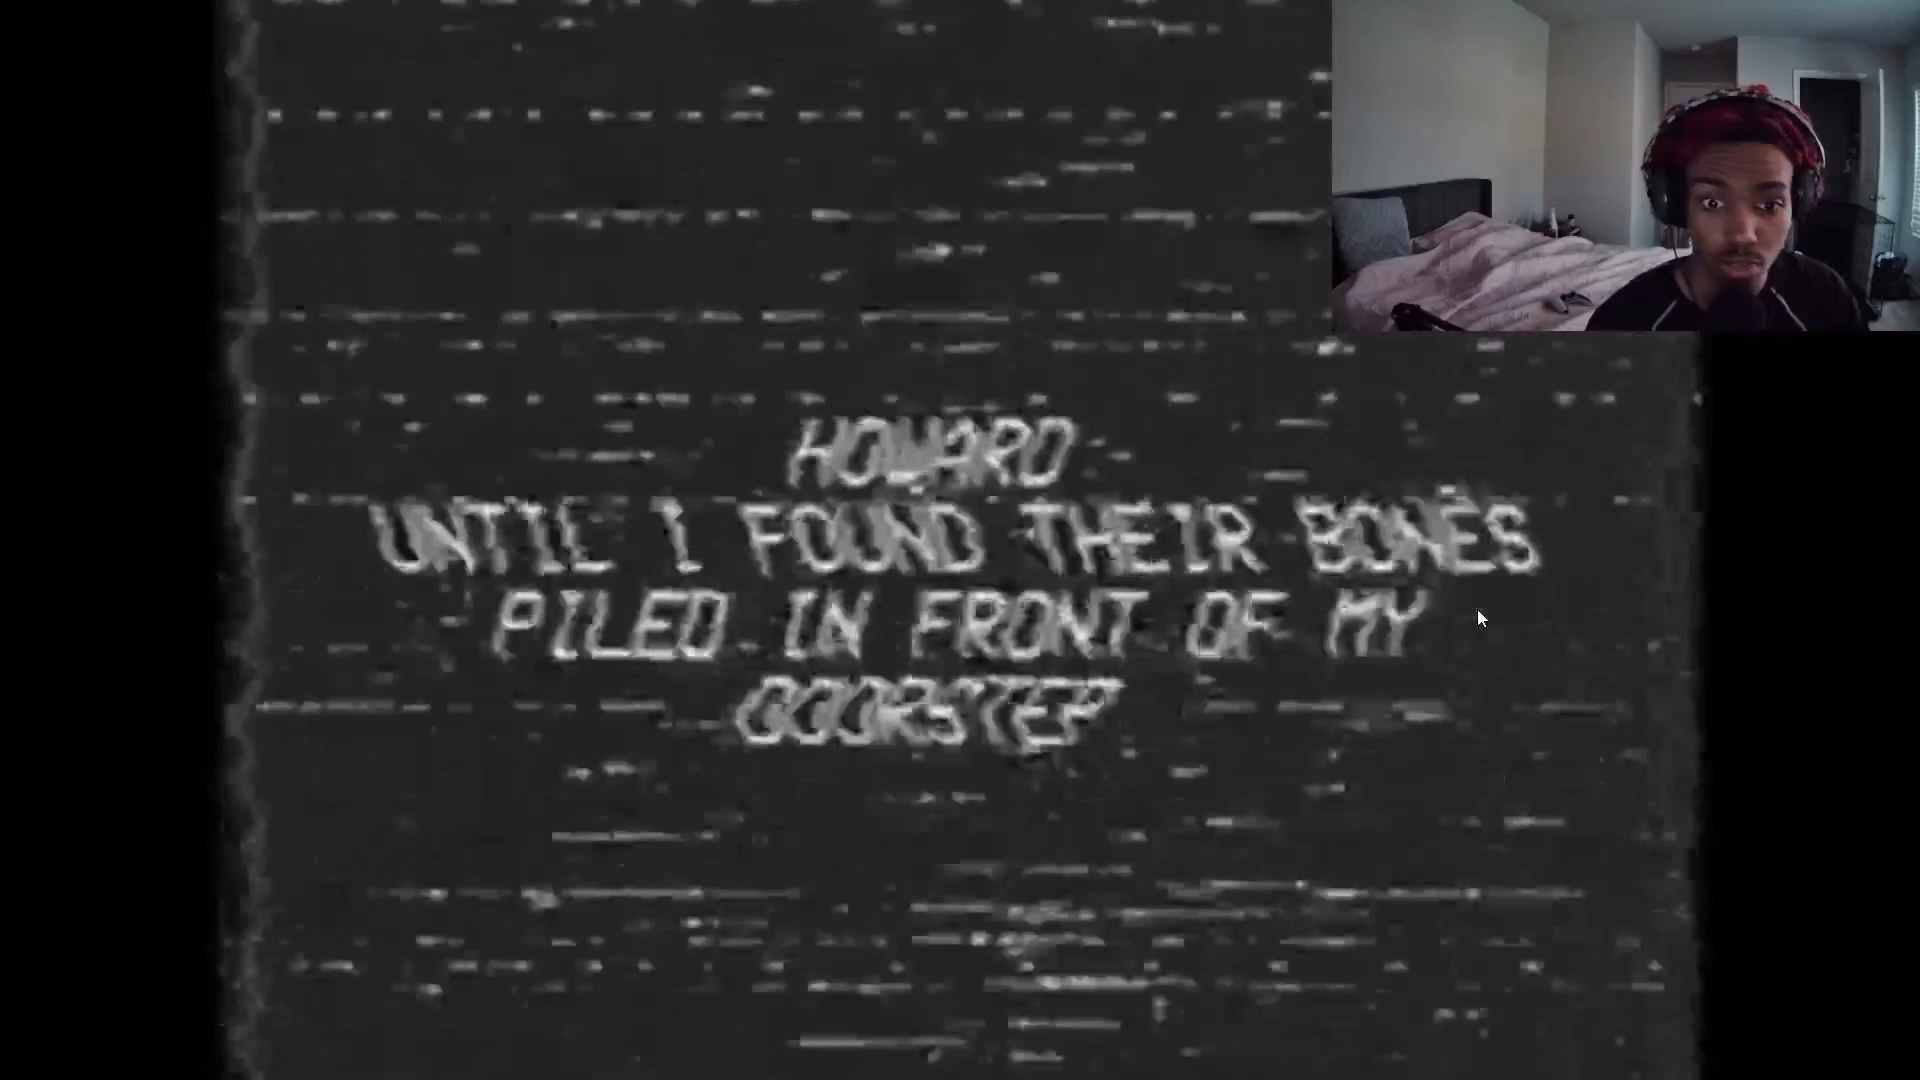 HOWARD
UNTIL I FOUND THEIR BONES
PILED IN FRONT OF MY
DOORSTEP